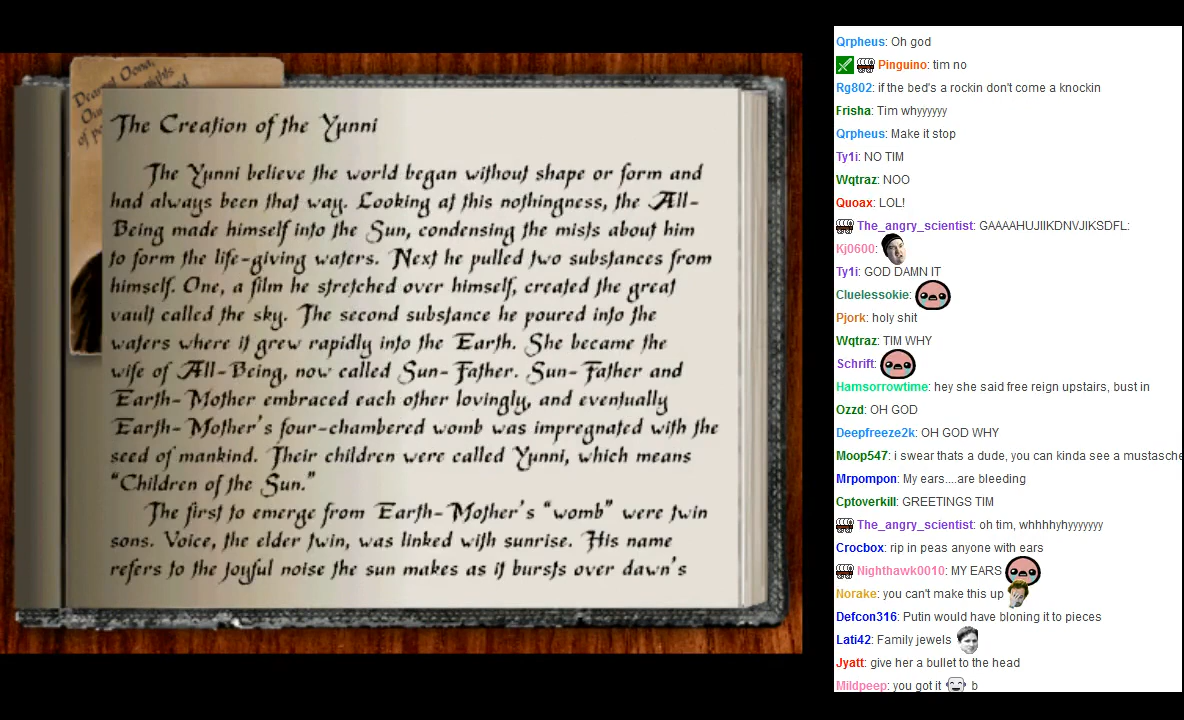 Dearest Oona,
The Creation of the Yunni
The Yunni believe the world began without shape or form and
had always been that way. Looking at this nothingness, the All-
Being made himself into the Sun, condensing the mists about him
to form the life-giving waters. Next he pulled two substances from
himself. One, a film he stretched over himself, created the great
vault called the sky. The second substance he poured into the
waters where it grew rapidly into the Earth. She became the
wife of All-Being, now called Sun-Father. Sun-Father and
Earth-Mother embraced each other lovingly, and eventually
Earth-Mother's four-chambered womb was impregnated with the
seed of mankind. Their children were called Yunni, which means
"Children of the Sun."
The first to emerge from Earth-Mother's "womb" were twin
sons. Voice, the elder twin, was linked with sunrise. His name
refers to the joyful noise the sun makes as it bursts over dawn's
Qrpheus: Oh god
Pinguino: tim no
Rg802: if the bed's a rockin don't come a knockin
Frisha: Tim whyyyyyy
Qrpheus: Make it stop
Ty1i: NO TIM
Wqtraz: NOO
Quoax: LOL!
The_angry_scientist: GAAAAHUJIIKDNVJIKSDFL:
Kj0600:
Ty1i: GOD DAMN IT
Cluelessokie:
Pjork: holy shit
Wqtraz: TIM WHY
Schrift:
Hamsorrowtime: hey she said free reign upstairs, bust in
Ozzd: OH GOD
Deepfreeze2k: OH GOD WHY
Moop547: i swear thats a dude, you can kinda see a mustasche
Mrpompon: My ears....are bleeding
Cptoverkill: GREETINGS TIM
The_angry_scientist: oh tim, whhhhyhyyyyyyy
Crocbox: rip in peas anyone with ears
Nighthawk0010: MY EARS
Norake: you can't make this up
Defcon316: Putin would have bloning it to pieces
Lati42: Family jewels
Jyatt: give her a bullet to the head
Mildpeep: you got it b